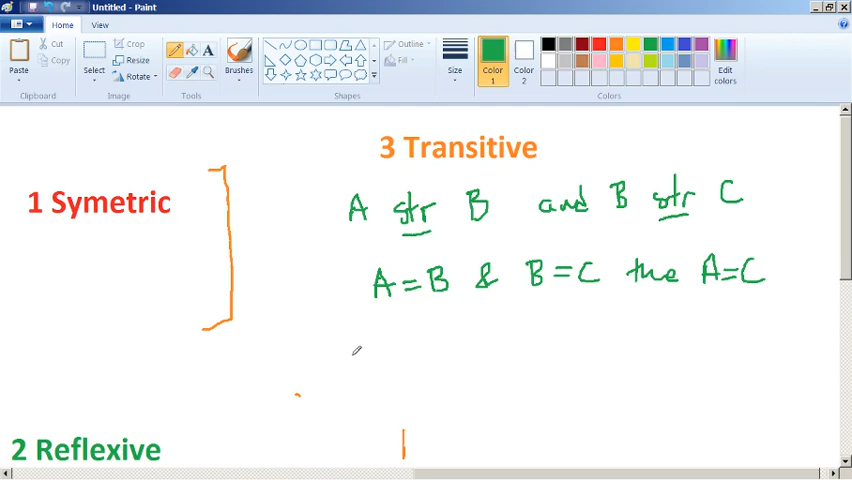 Untitled - Paint
Home View
Paste
Cut
Copy
Clipboard
Select
Crop
Resize
Rotate
Image
A
Tools
Brushes
Outline
Fill
Shapes
Size
Color 1
Color 2
Edit colors
Colors
3 Transitive
1 Symetric
A str B and B str C
A = B & B = C the A = C
2 Reflexive